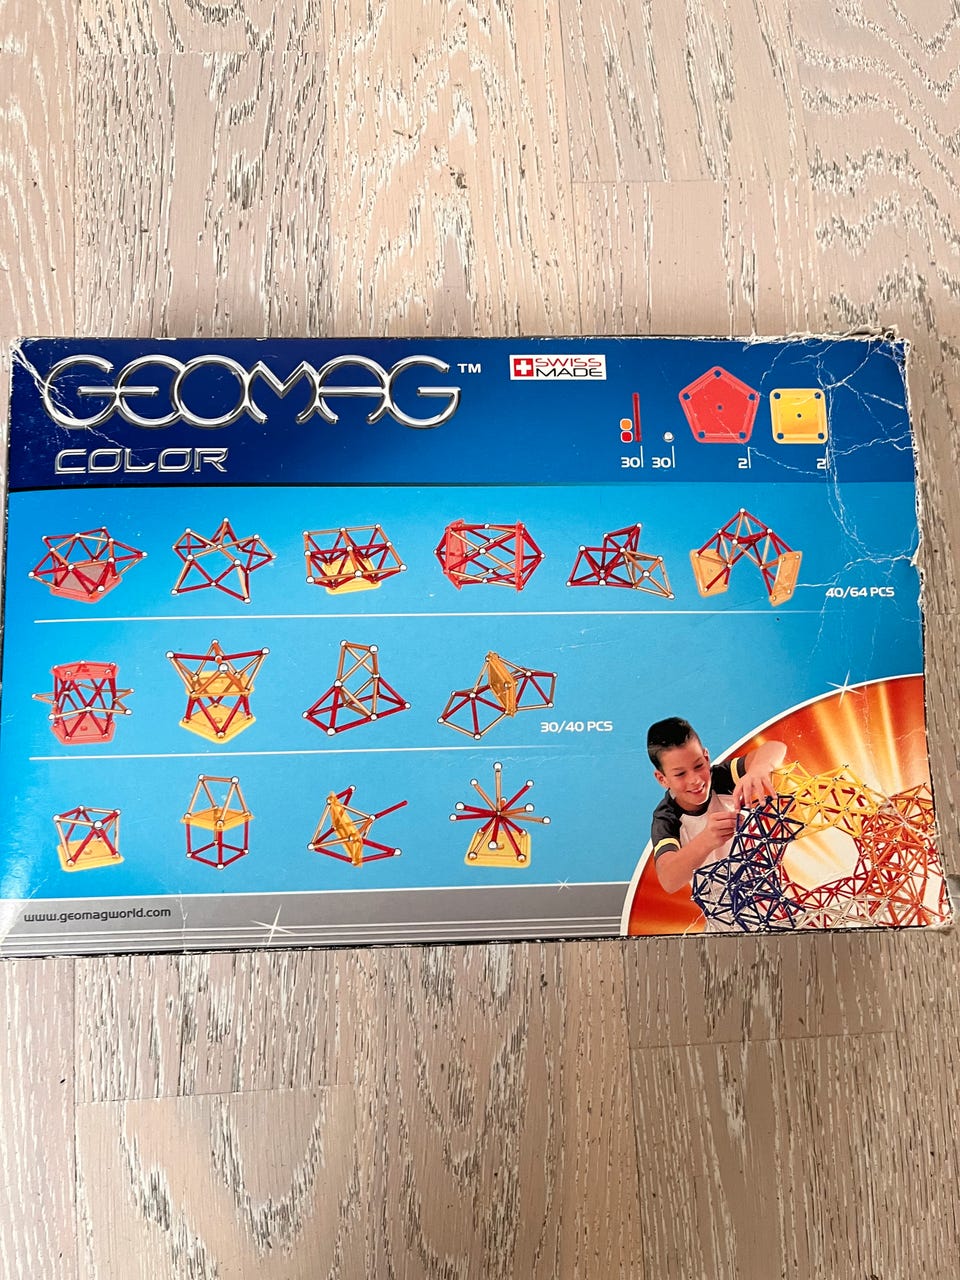 GEOMAG™
COLOR
SWISS
MADE
30 30 2 2
40/64 PCS
30/40 PCS
www.geomagworld.com